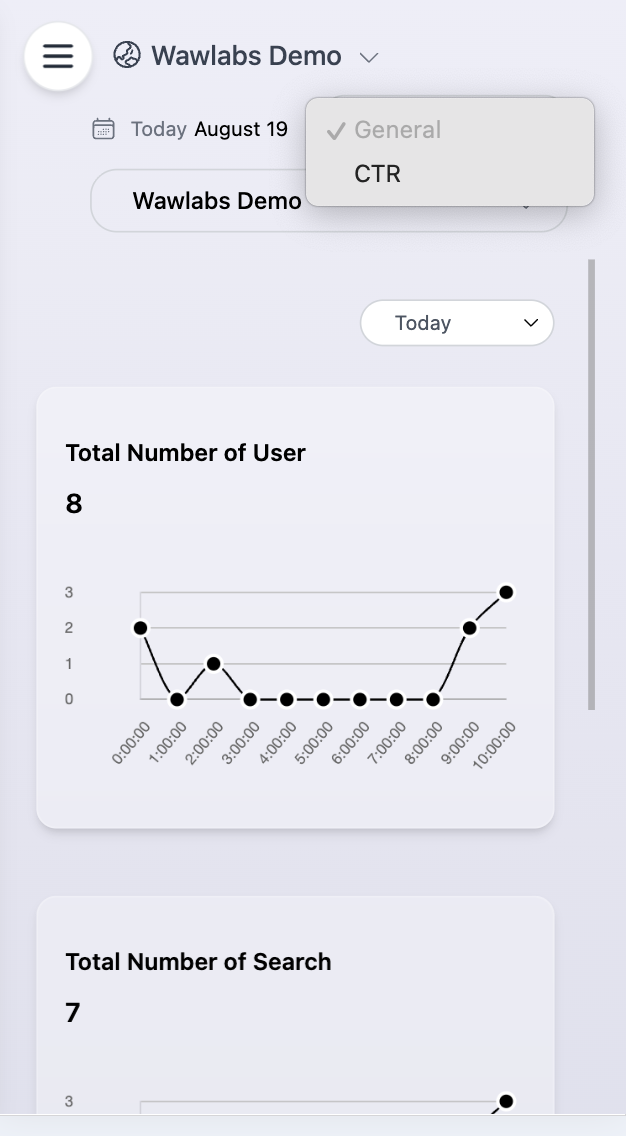 Wawlabs Demo
Today August 19
General
CTR
Wawlabs Demo
Today
Total Number of User
8
3
2
1
0
0:00:00 1:00:00 2:00:00 3:00:00 4:00:00 5:00:00 6:00:00 7:00:00 8:00:00 9:00:00 10:00:00
Total Number of Search
7
3